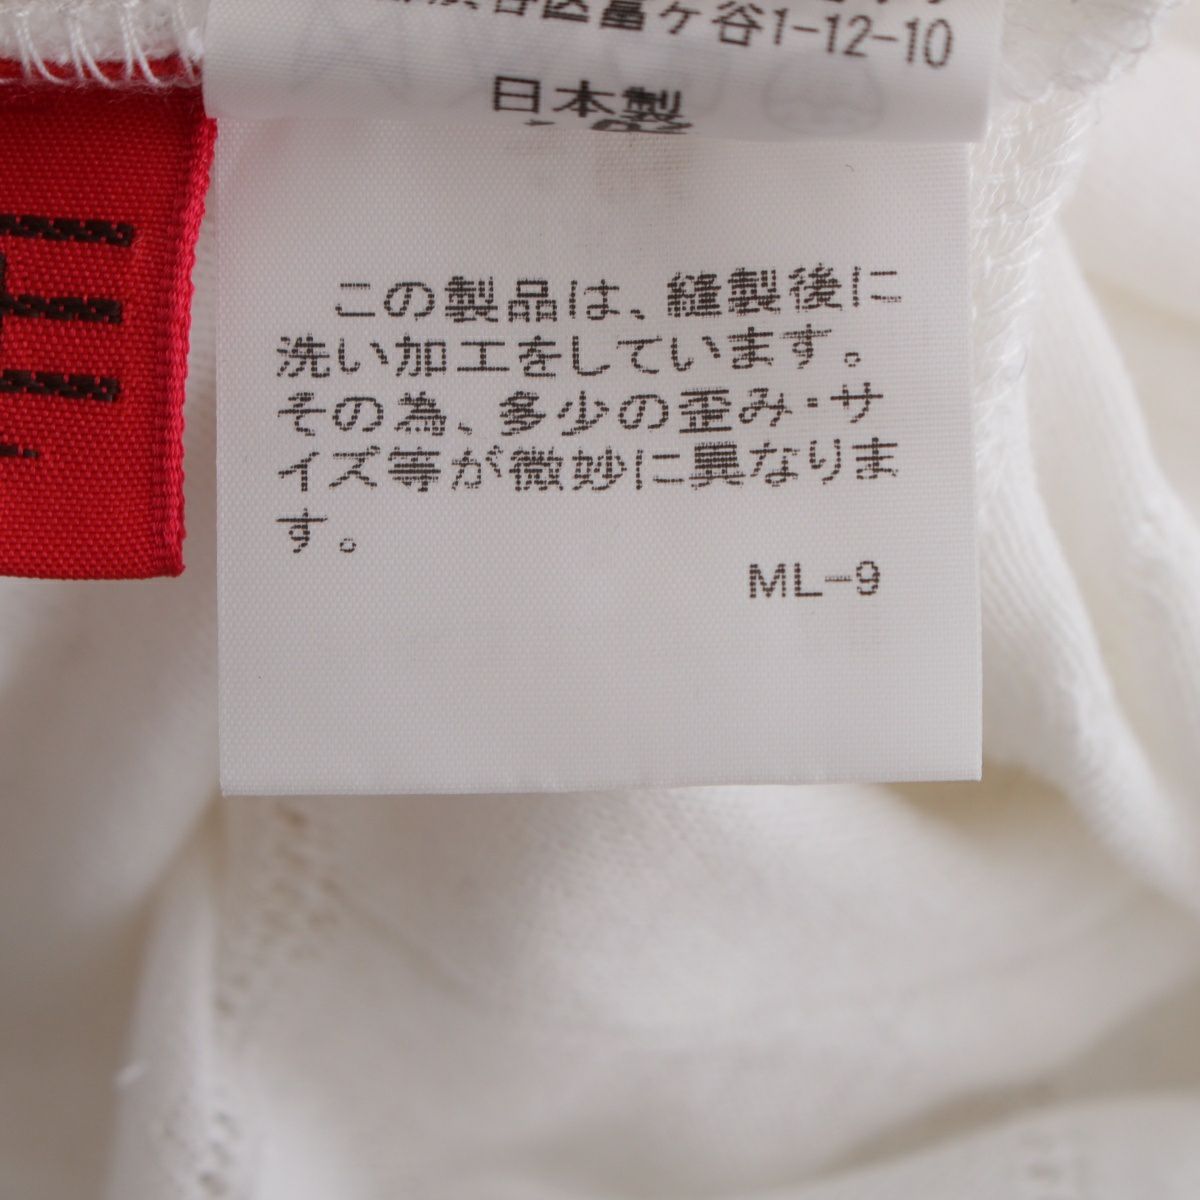 渋谷区富ヶ谷1-12-10
日本製
この製品は、縫製後に
洗い加工をしています。
その為、多少の歪み・サ
イズ等が微妙に異なりま
す。
ML-9